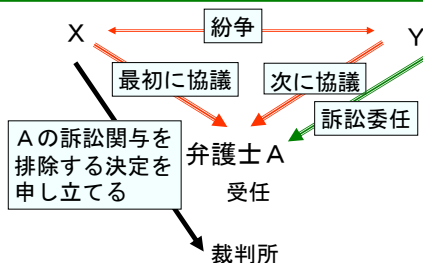 紛争
X
Y
最初に協議
次に協議
訴訟委任
Aの訴訟関与を
排除する決定を
申し立てる
弁護士A
受任
裁判所